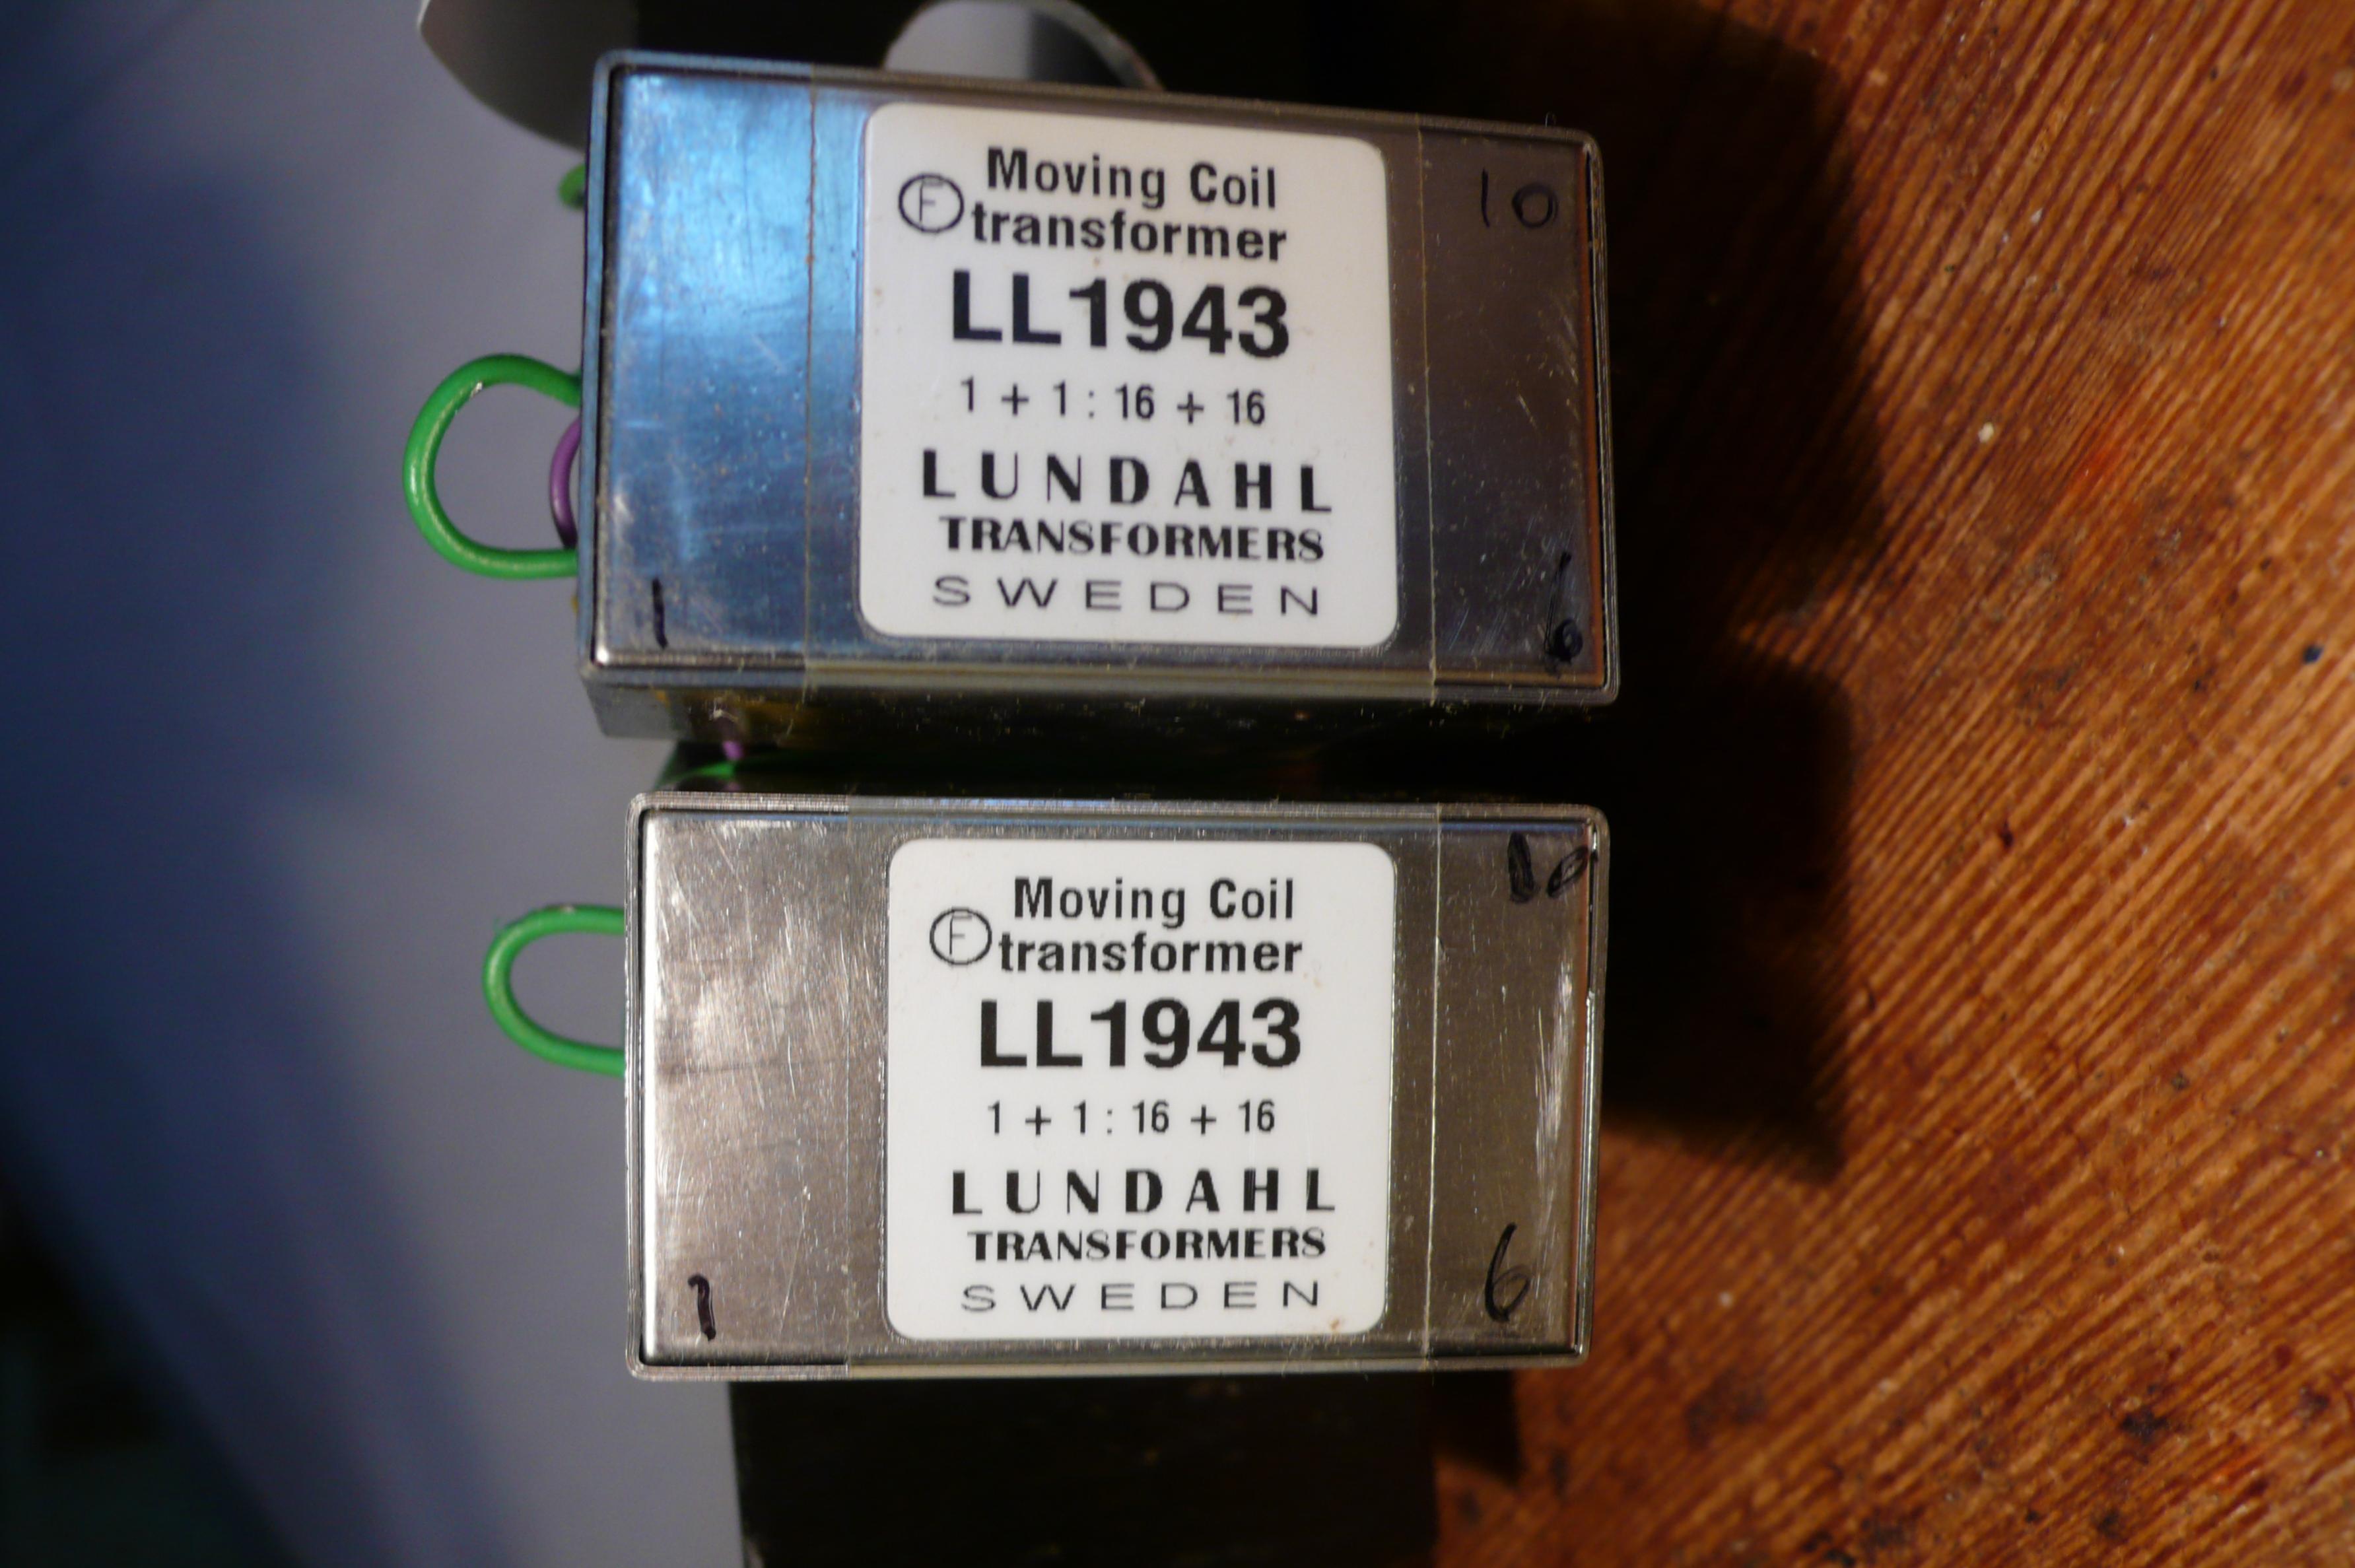 Moving Coil
Ⓕ transformer
10
LL1943
1 + 1 : 16 + 16
LUNDAHL
TRANSFORMERS
SWEDEN
1
6
Moving Coil
Ⓕ transformer
10
LL1943
1 + 1 : 16 + 16
LUNDAHL
TRANSFORMERS
SWEDEN
1
6